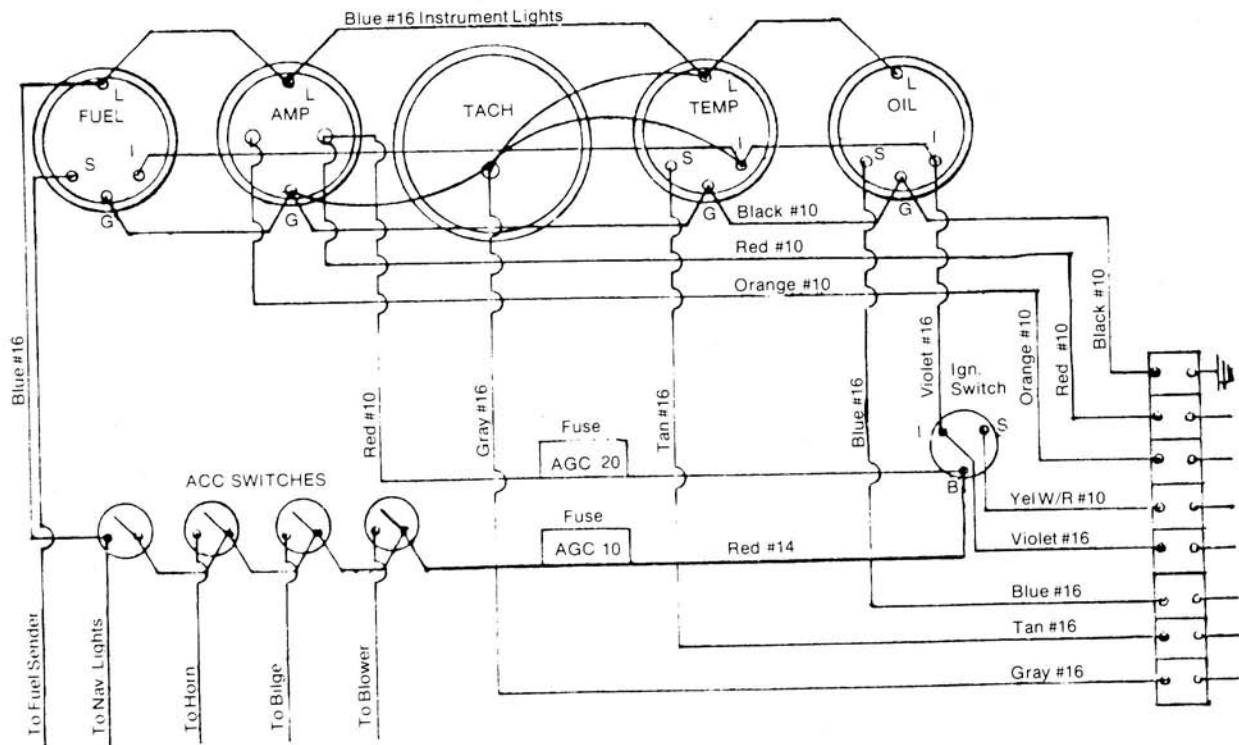 Blue #16 Instrument Lights
L
FUEL
S
I
G
L
AMP
G
TACH
L
TEMP
S
I
G
L
OIL
S
I
G
Black #10
Red #10
Orange #10
Blue #16
Red #10
Gray #16
Tan #16
Blue #16
Violet #16
Orange #10
Red #10
Black #10
Ign.
Switch
I
S
B
Fuse
AGC 20
ACC SWITCHES
Fuse
AGC 10
Red #14
Yel W/R #10
Violet #16
Blue #16
Tan #16
Gray #16
To Fuel Sender
To Nav. Lights
To Horn
To Bilge
To Blower